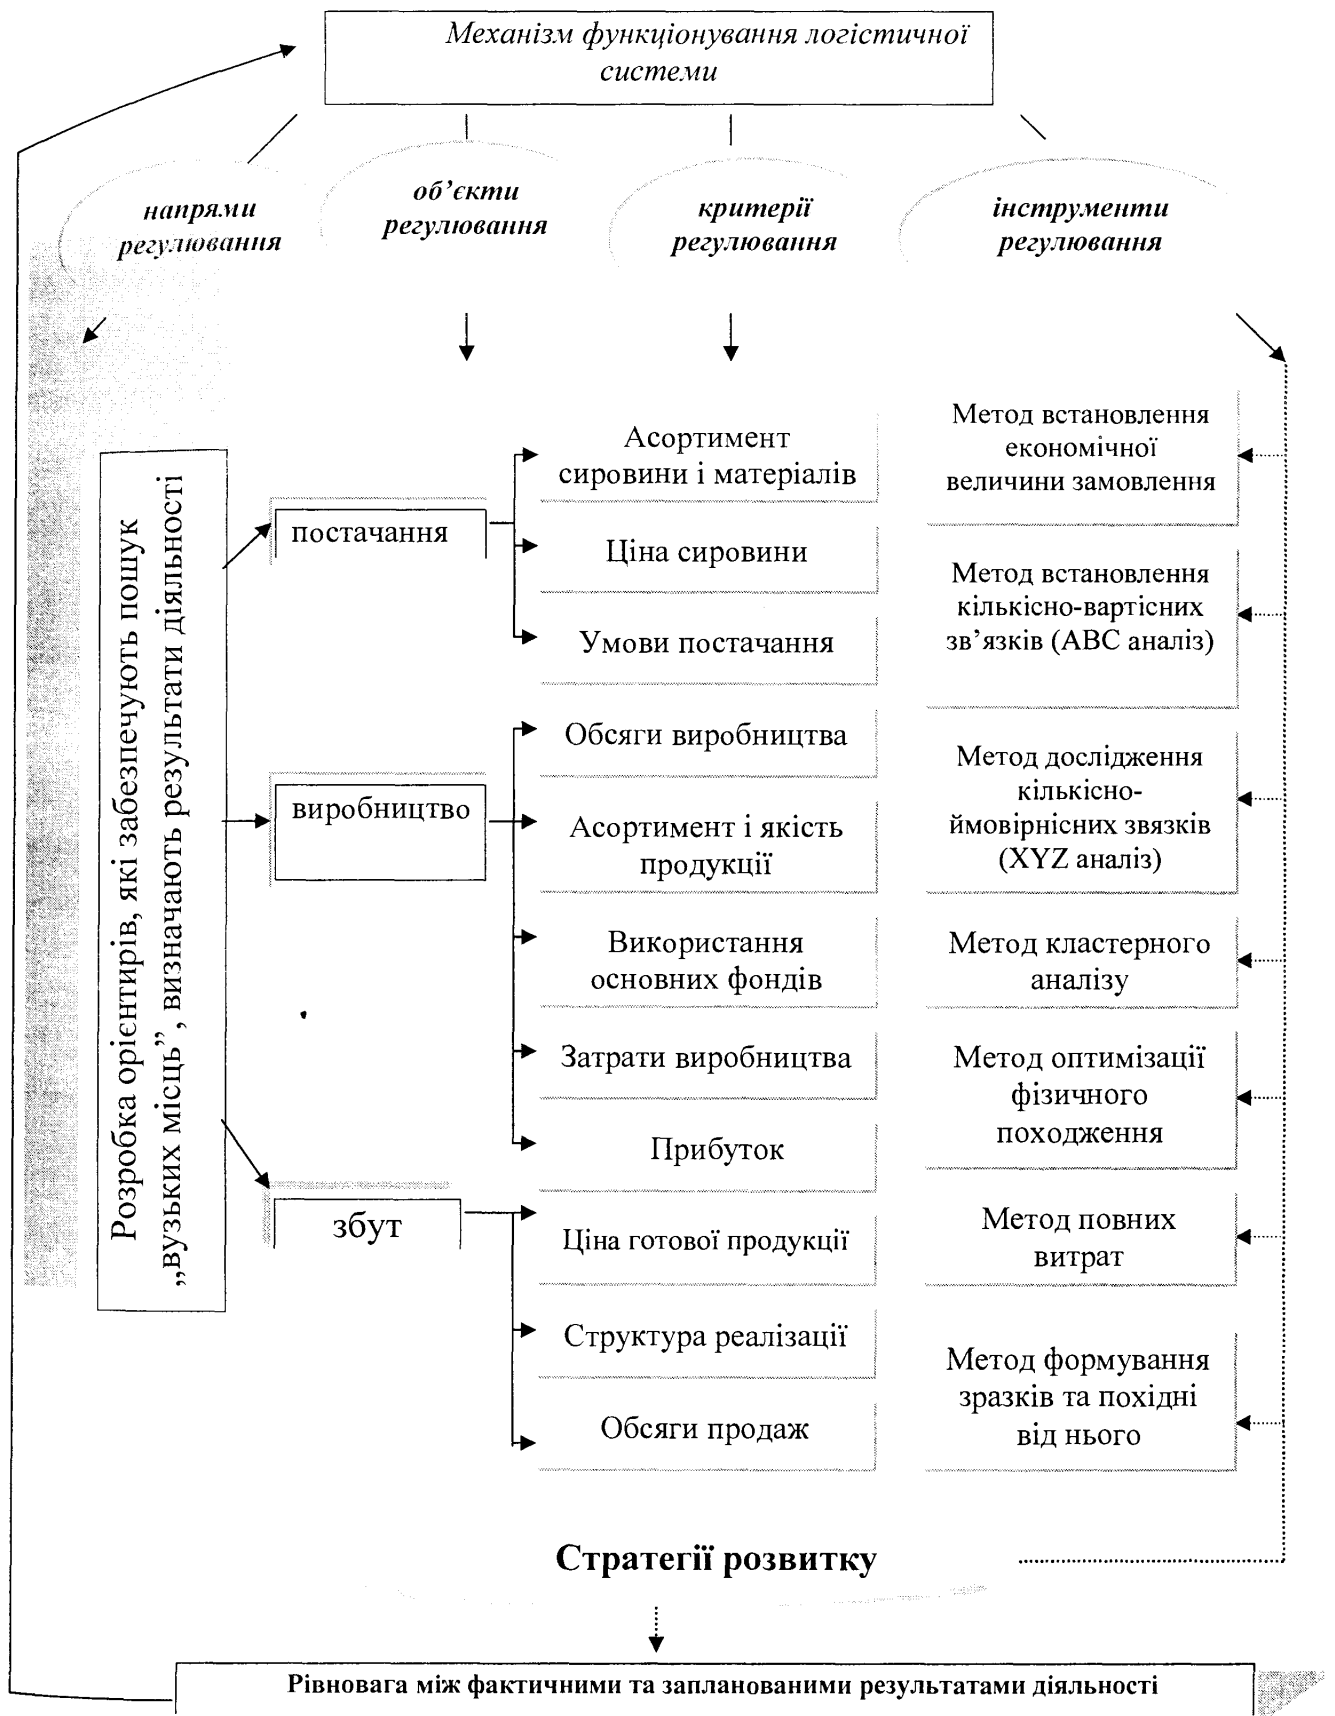 Механізм функціонування логістичної
системи
напрями
регулювання
об’єкти
регулювання
критерії
регулювання
інструменти
регулювання
Розробка орієнтирів, які забезпечують пошук
„вузьких місць”, визначають результати діяльності
постачання
виробництво
збут
Асортимент
сировини і матеріалів
Ціна сировини
Умови постачання
Обсяги виробництва
Асортимент і якість
продукції
Використання
основних фондів
Затрати виробництва
Прибуток
Ціна готової продукції
Структура реалізації
Обсяги продаж
Метод встановлення
економічної
величини замовлення
Метод встановлення
кількісно-вартісних
зв’язків (АВС аналіз)
Метод дослідження
кількісно-
ймовірнісних звязків
(XYZ аналіз)
Метод кластерного
аналізу
Метод оптимізації
фізичного
походження
Метод повних
витрат
Метод формування
зразків та похідні
від нього
Стратегії розвитку
Рівновага між фактичними та запланованими результатами діяльності